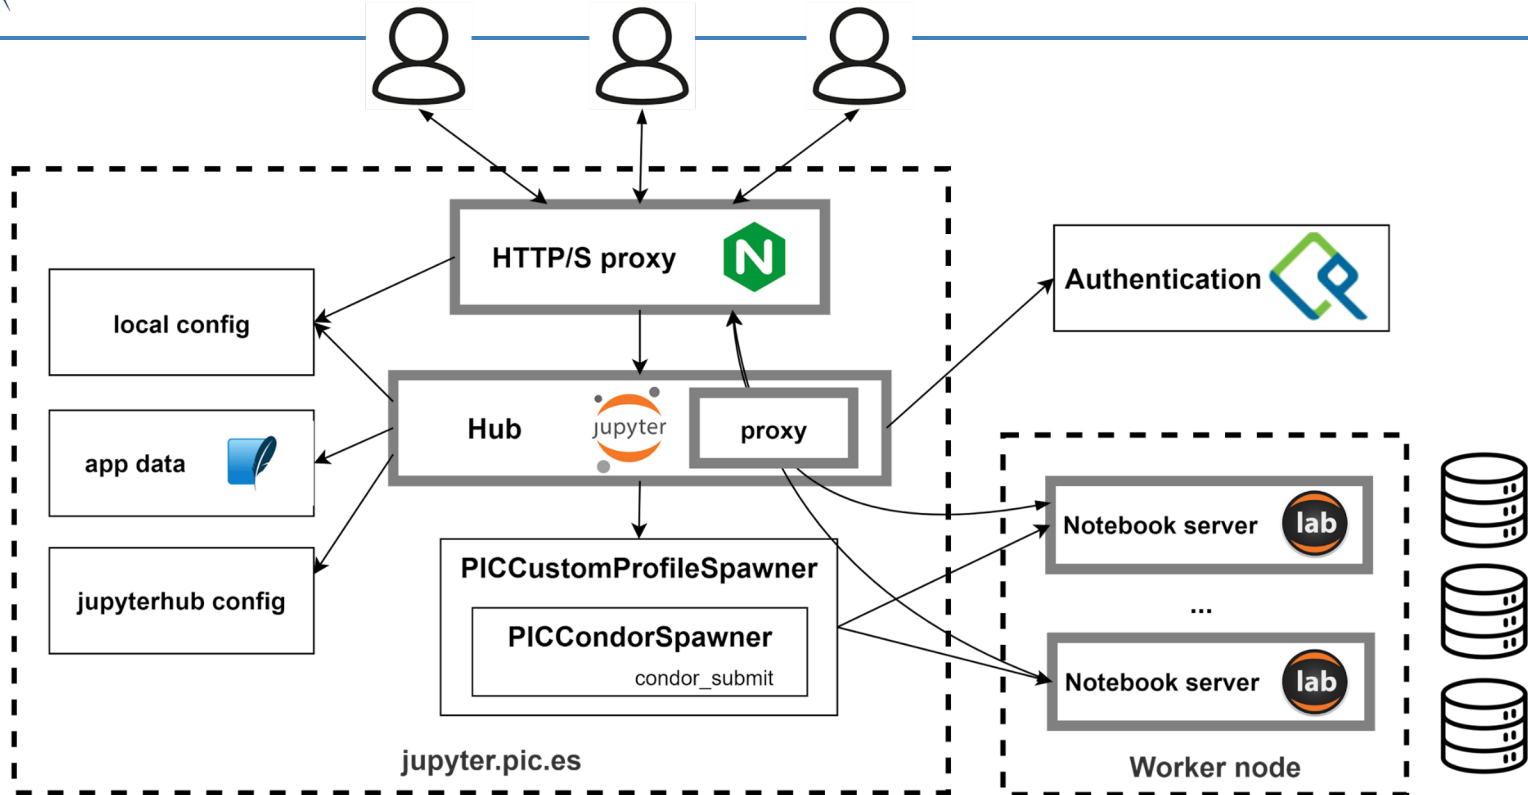 HTTP/S proxy
N
local config
Authentication
Hub
jupyter
proxy
app data
Notebook server
lab
PICCustomProfileSpawner
jupyterhub config
...
PICCondorSpawner
condor_submit
Notebook server
lab
jupyter.pic.es
Worker node